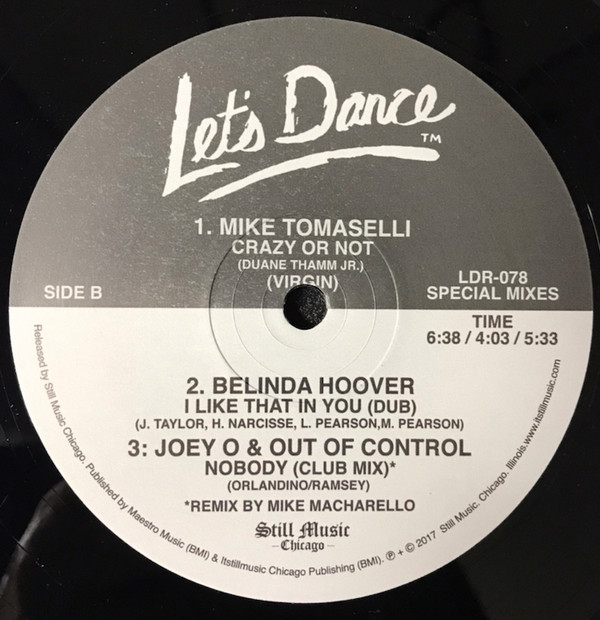 Let's Dance
TM
1. MIKE TOMASELLI
CRAZY OR NOT
(DUANE THAMM JR.)
(VIRGIN)
SIDE B
LDR-078
SPECIAL MIXES
TIME
6:38 / 4:03 / 5:33
2. BELINDA HOOVER
I LIKE THAT IN YOU (DUB)
(J. TAYLOR, H. NARCISSE, L. PEARSON,M. PEARSON)
3: JOEY O & OUT OF CONTROL
NOBODY (CLUB MIX)*
(ORLANDINO/RAMSEY)
*REMIX BY MIKE MACHARELLO
Still Music
– Chicago –
Released by Still Music Chicago. Published by Maestro Music (BMI) & Itstillmusic Chicago Publishing (BMI). ℗ + © 2017 Still Music. Chicago. Illinois.www.itstillmusic.com